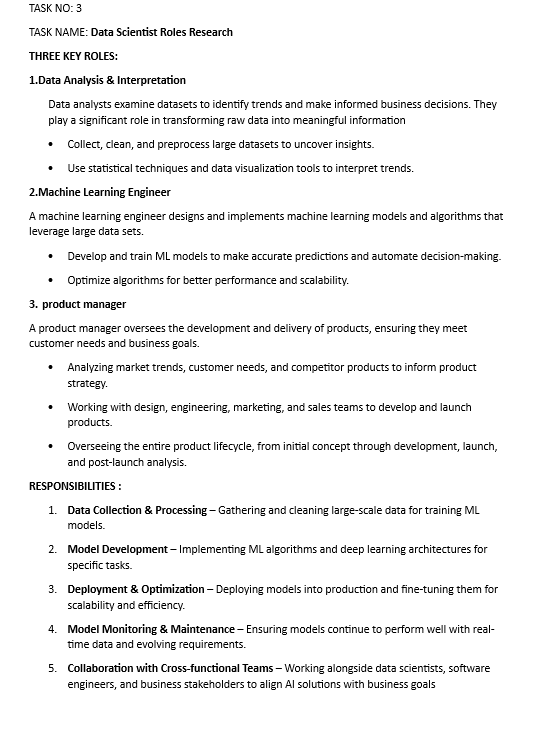 TASK NO: 3
TASK NAME: Data Scientist Roles Research
THREE KEY ROLES:
1.Data Analysis & Interpretation
Data analysts examine datasets to identify trends and make informed business decisions. They
play a significant role in transforming raw data into meaningful information
• Collect, clean, and preprocess large datasets to uncover insights.
• Use statistical techniques and data visualization tools to interpret trends.
2.Machine Learning Engineer
A machine learning engineer designs and implements machine learning models and algorithms that
leverage large data sets.
• Develop and train ML models to make accurate predictions and automate decision-making.
• Optimize algorithms for better performance and scalability.
3. product manager
A product manager oversees the development and delivery of products, ensuring they meet
customer needs and business goals.
• Analyzing market trends, customer needs, and competitor products to inform product
strategy.
• Working with design, engineering, marketing, and sales teams to develop and launch
products.
• Overseeing the entire product lifecycle, from initial concept through development, launch,
and post-launch analysis.
RESPONSIBILITIES :
1. Data Collection & Processing – Gathering and cleaning large-scale data for training ML
models.
2. Model Development – Implementing ML algorithms and deep learning architectures for
specific tasks.
3. Deployment & Optimization – Deploying models into production and fine-tuning them for
scalability and efficiency.
4. Model Monitoring & Maintenance – Ensuring models continue to perform well with real-
time data and evolving requirements.
5. Collaboration with Cross-functional Teams – Working alongside data scientists, software
engineers, and business stakeholders to align AI solutions with business goals